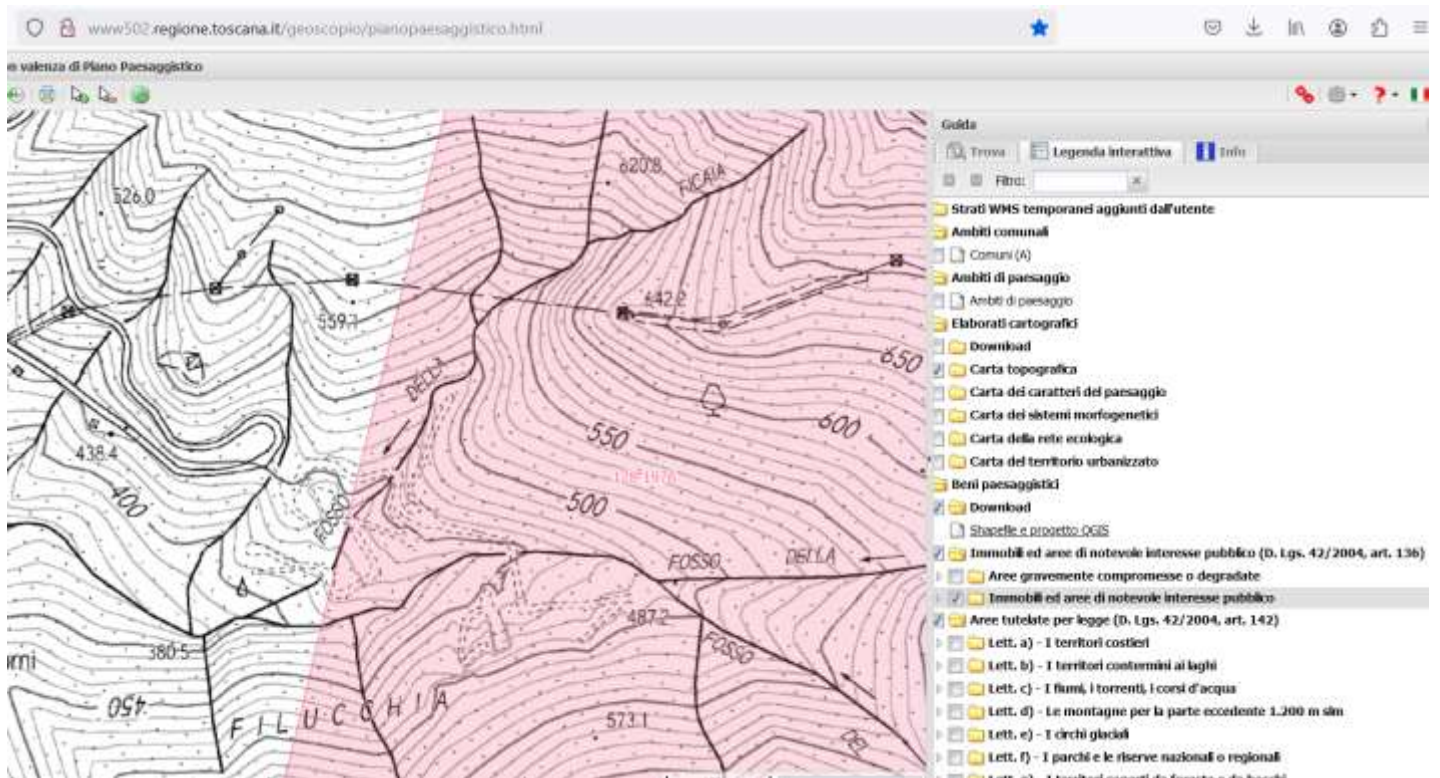 www502.regione.toscana.it/geoscopio/pianopaesaggistico.html
valenza di Piano Paesaggistico
Guida
Trova
Legenda interattiva
Info
Filtro:
Strati WMS temporanei aggiunti dall'utente
Ambiti comunali
Comuni (A)
Ambiti di paesaggio
Ambiti di paesaggio
Elaborati cartografici
Download
Carta topografica
Carta dei caratteri del paesaggio
Carta dei sistemi morfogenetici
Carta della rete ecologica
Carta del territorio urbanizzato
Beni paesaggistici
Download
Shapefile e progetto QGIS
Immobili ed aree di notevole interesse pubblico (D. Lgs. 42/2004, art. 136)
Aree gravemente compromesse o degradate
Immobili ed aree di notevole interesse pubblico
Aree tutelate per legge (D. Lgs. 42/2004, art. 142)
Lett. a) - I territori costieri
Lett. b) - I territori contermini ai laghi
Lett. c) - I fiumi, i torrenti, i corsi d'acqua
Lett. d) - Le montagne per la parte eccedente 1.200 m slm
Lett. e) - I circhi glaciali
Lett. f) - I parchi e le riserve nazionali o regionali
526.0
620.8
FICAIA
642.2
559.1
650
DELLA
600
550
438.4
400
500
FOSSO
FOSSO
DELLA
487.2
FOSSO
380.5
450
FILUCCHIA
573.1
DEI